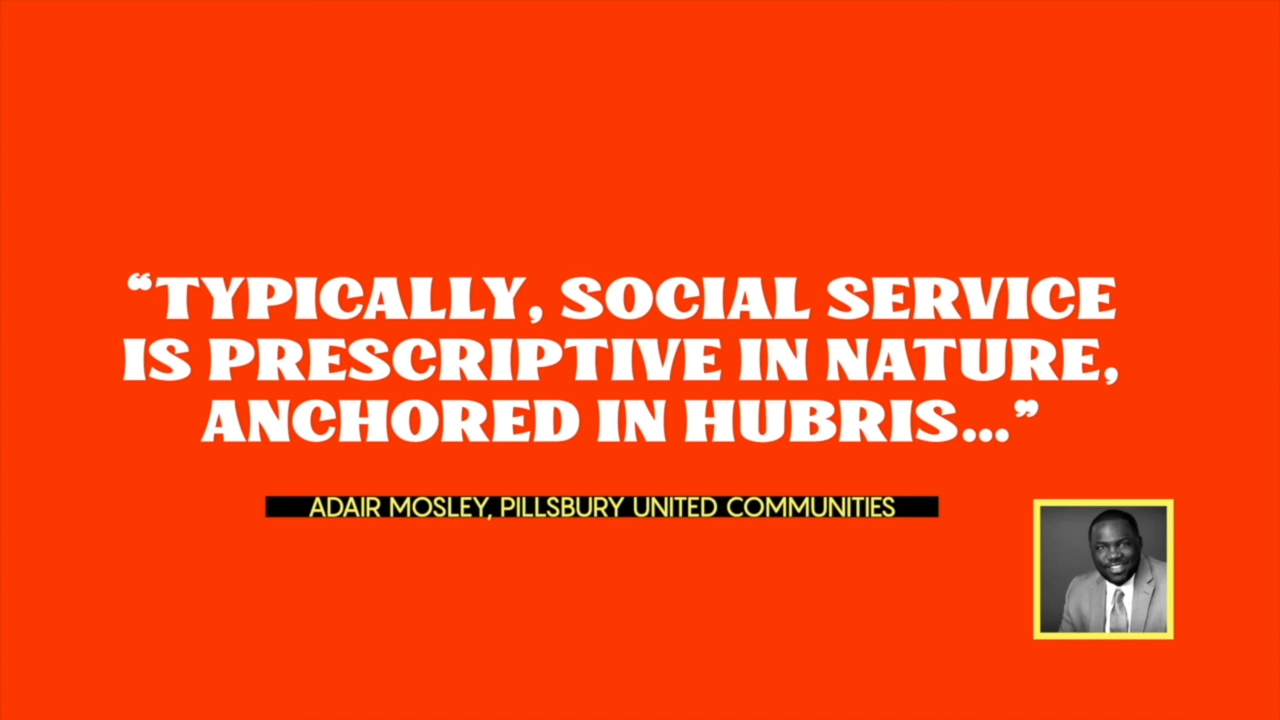 “TYPICALLY, SOCIAL SERVICE
IS PRESCRIPTIVE IN NATURE,
ANCHORED IN HUBRIS...”
ADAIR MOSLEY, PILLSBURY UNITED COMMUNITIES